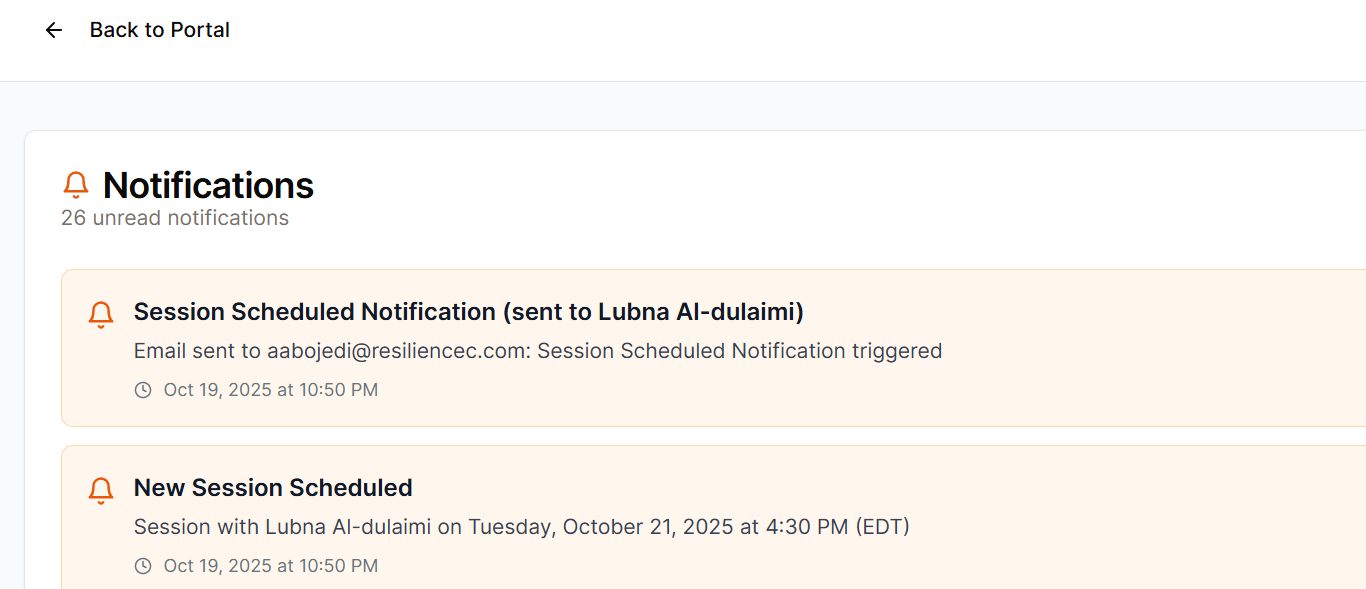 Back to Portal
Notifications
26 unread notifications
Session Scheduled Notification (sent to Lubna Al-dulaimi)
Email sent to aabojedi@resiliencec.com: Session Scheduled Notification triggered
Oct 19, 2025 at 10:50 PM
New Session Scheduled
Session with Lubna Al-dulaimi on Tuesday, October 21, 2025 at 4:30 PM (EDT)
Oct 19, 2025 at 10:50 PM